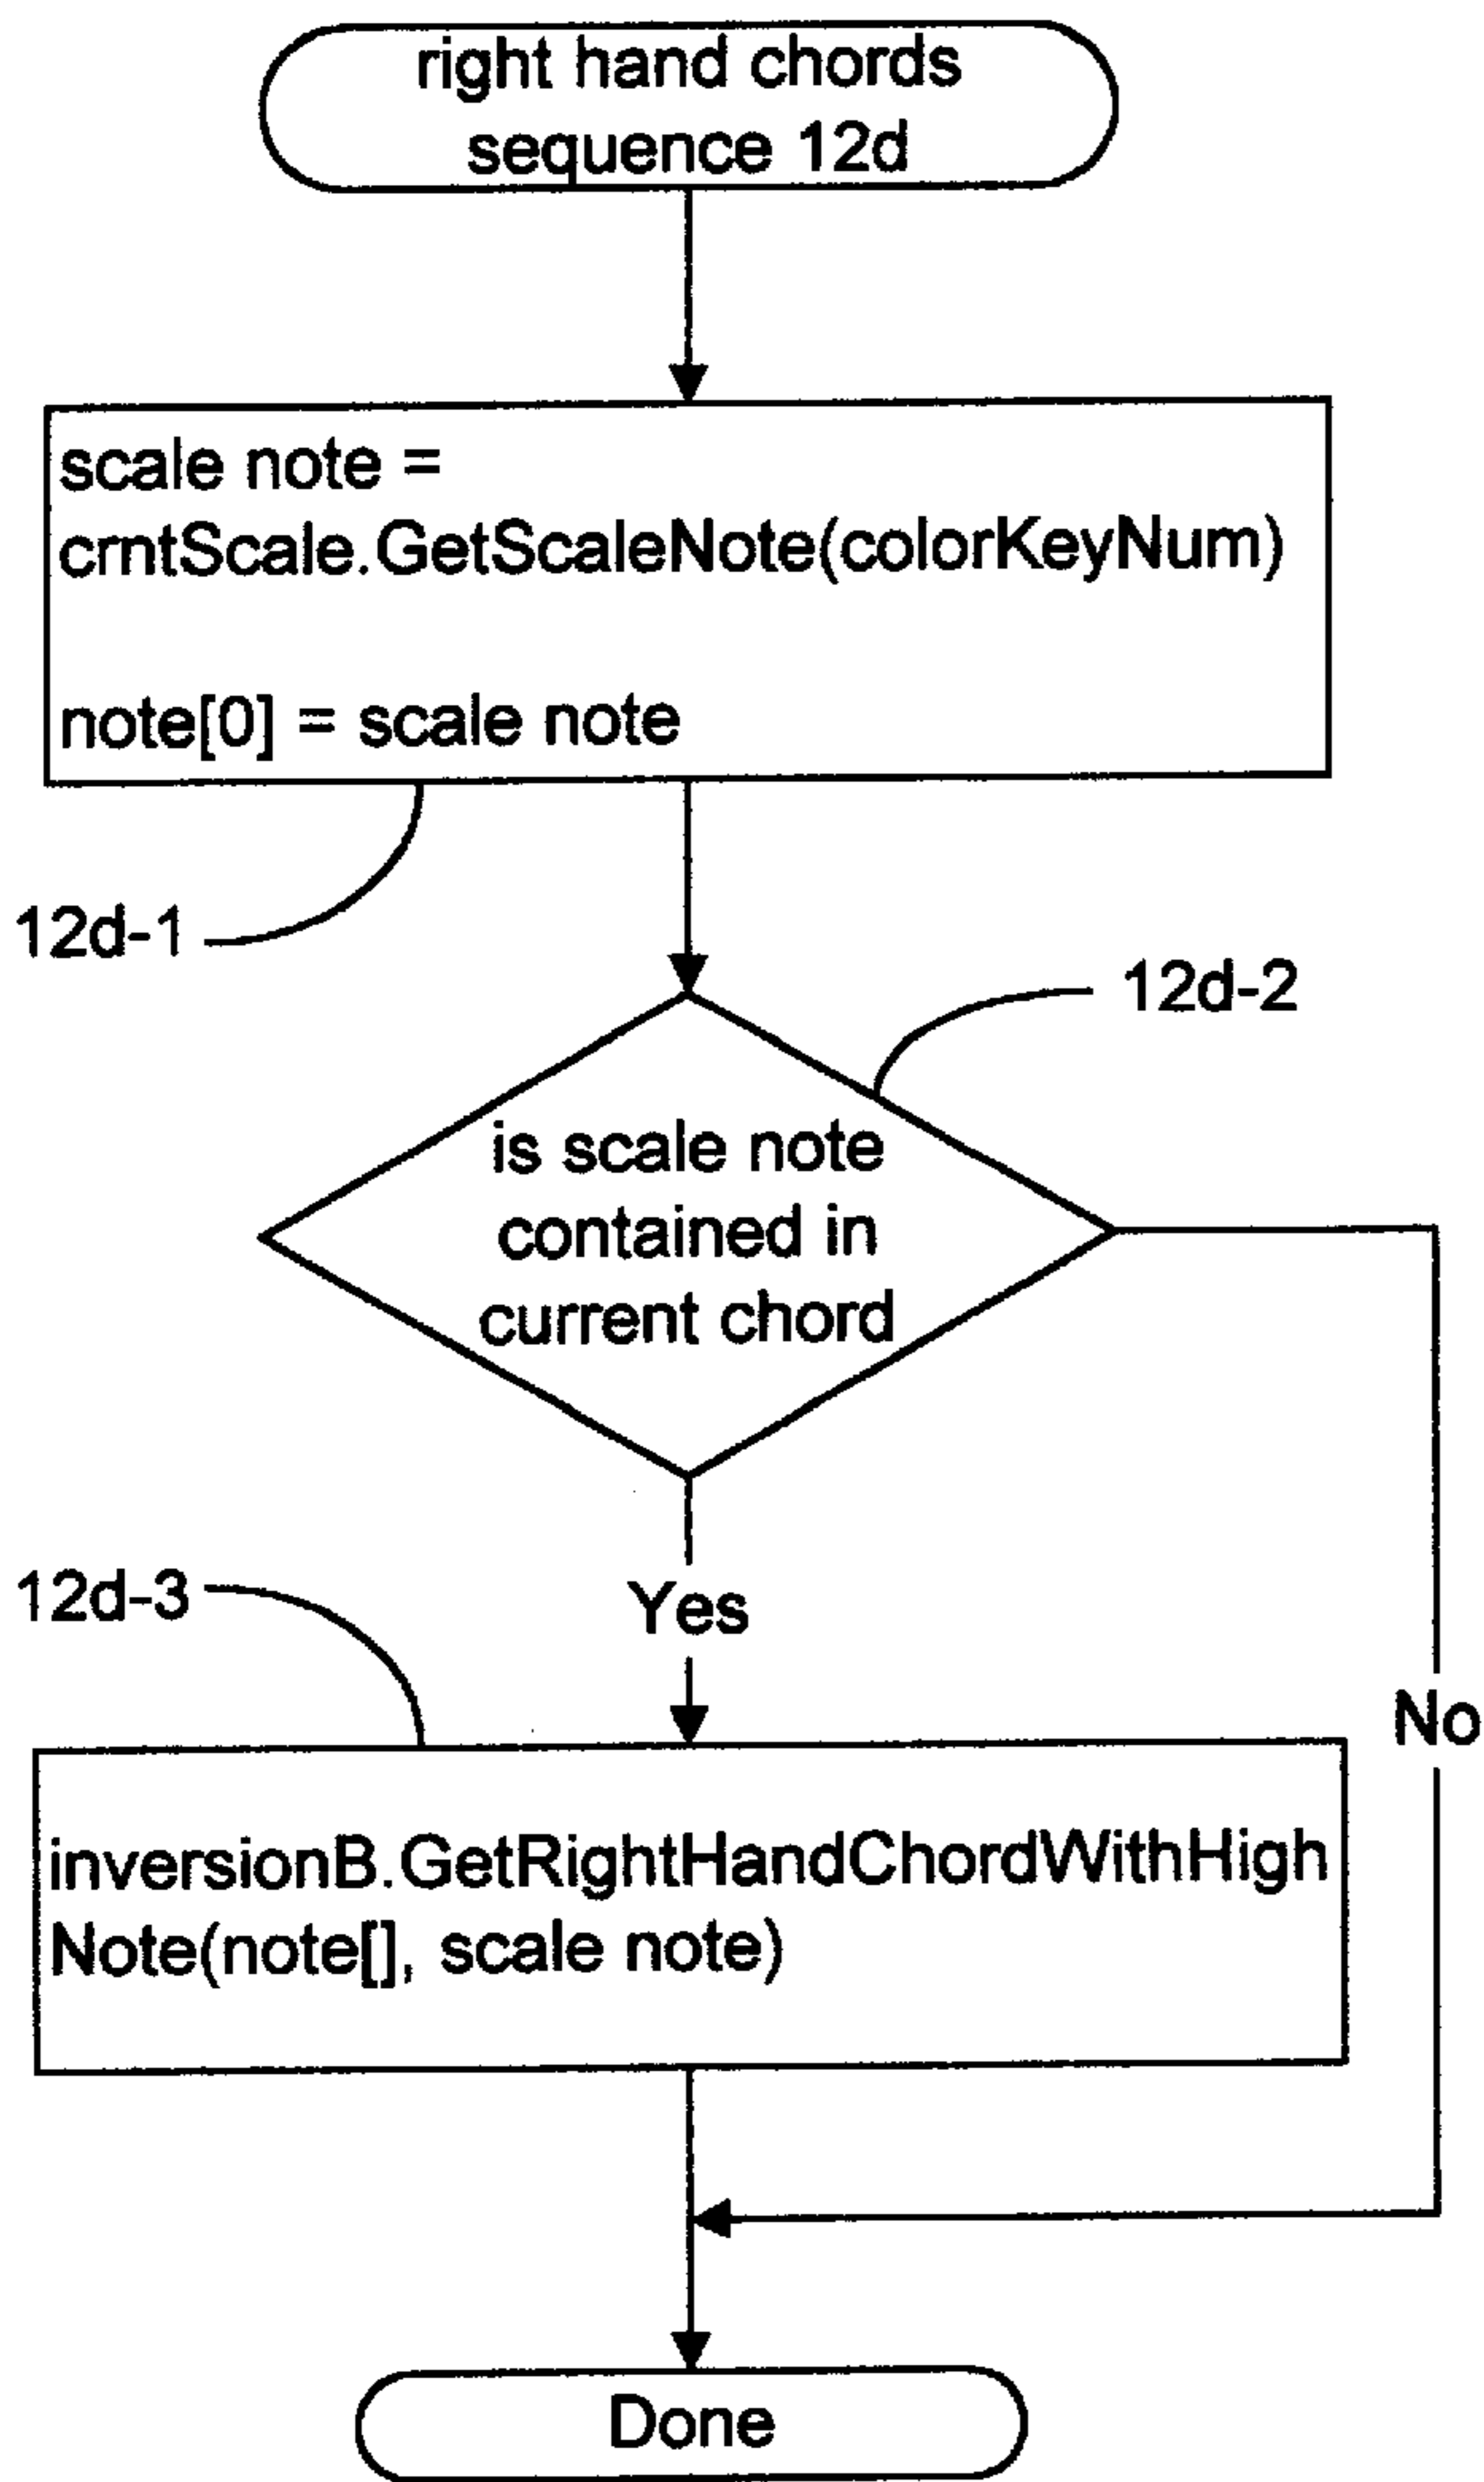 right hand chords
sequence 12d
scale note =
crntScale.GetScaleNote(colorKeyNum)
note[0] = scale note
12d-1
12d-2
is scale note
contained in
current chord
12d-3
Yes
No
inversionB.GetRightHandChordWithHigh
Note(note[], scale note)
Done